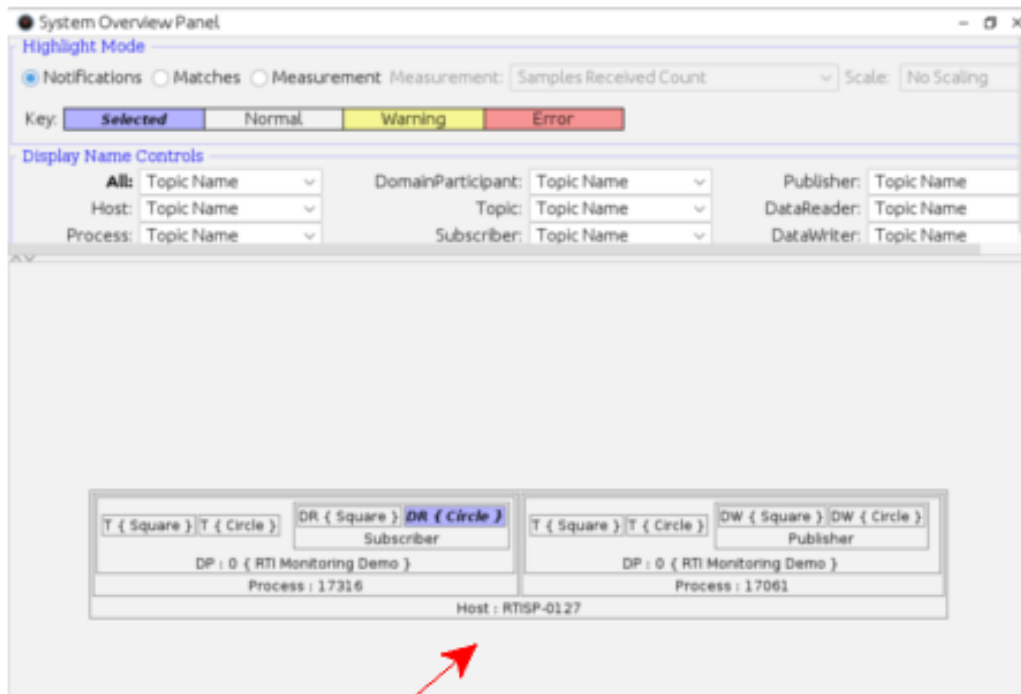 System Overview Panel
Highlight Mode
Notifications Matches Measurement Measurement: Samples Received Count Scale: No Scaling
Key: Selected Normal Warning Error
Display Name Controls
All: Topic Name DomainParticipant: Topic Name Publisher: Topic Name
Host: Topic Name Topic: Topic Name DataReader: Topic Name
Process: Topic Name Subscriber: Topic Name DataWriter: Topic Name
T { Square } T { Circle } DR { Square } DR { Circle } T { Square } T { Circle } DW { Square } DW { Circle }
Subscriber Publisher
DP : 0 { RTI Monitoring Demo } DP : 0 { RTI Monitoring Demo }
Process : 17316 Process : 17061
Host : RTISP-0127